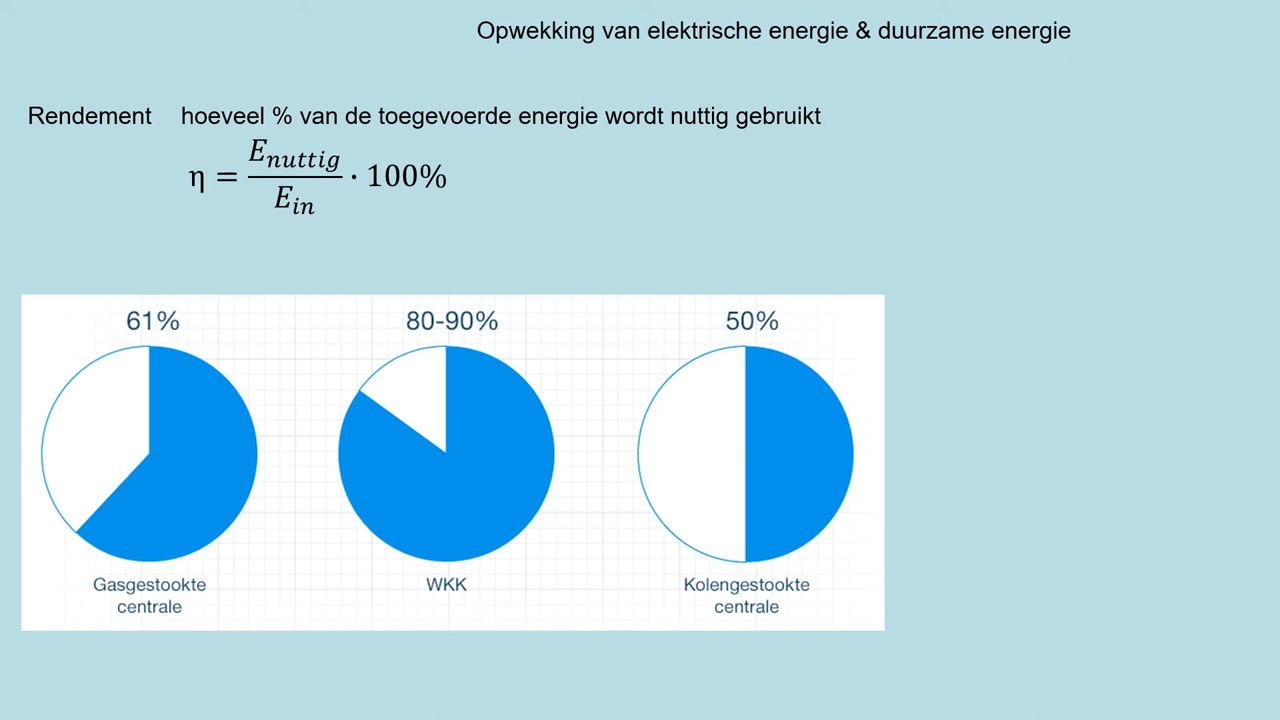 Opwekking van elektrische energie & duurzame energie
Rendement hoeveel % van de toegevoerde energie wordt nuttig gebruikt
η = E_nuttig / E_in · 100%
61% 80-90% 50%
Gasgestookte centrale
WKK
Kolengestookte centrale